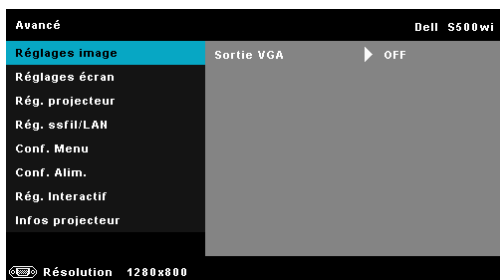 Avancé Dell S500wi
Réglages image Sortie VGA OFF
Réglages écran
Rég. projecteur
Rég. ssfil/LAN
Conf. Menu
Conf. Alim.
Rég. Interactif
Infos projecteur
Résolution 1280x800